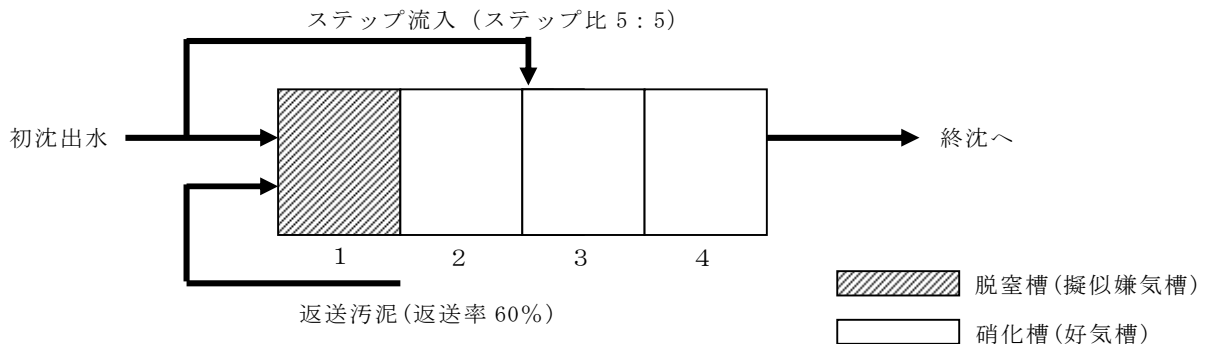 ステップ流入（ステップ比 5：5）
初沈出水
終沈へ
1 2 3 4
返送汚泥(返送率 60％)
脱窒槽(擬似嫌気槽)
硝化槽(好気槽)